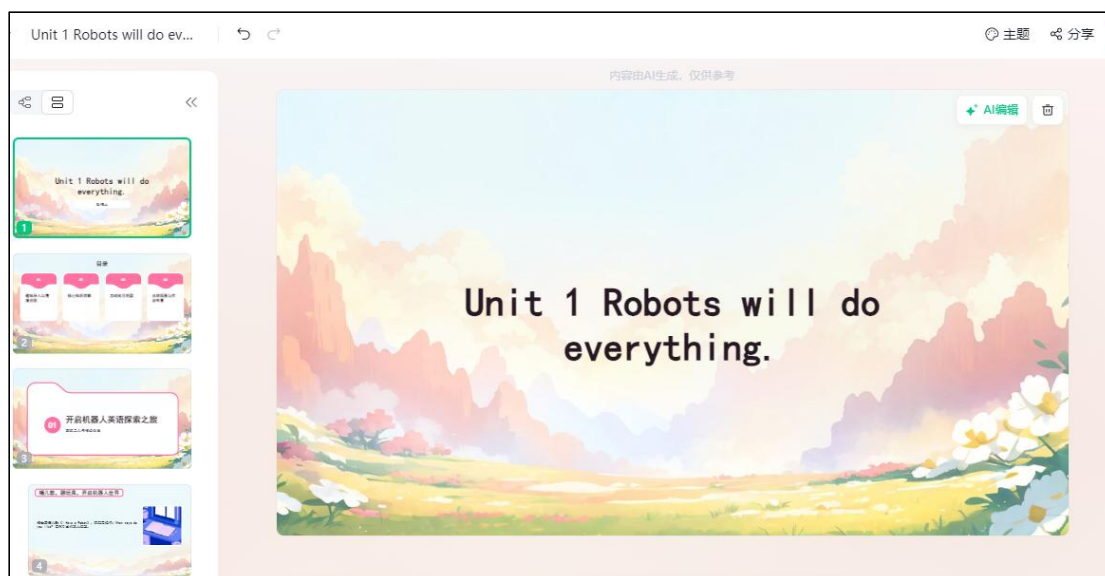 Unit 1 Robots will do ev...
主题
分享
内容由AI生成，仅供参考
AI编辑
Unit 1 Robots will do
everything.
1
Unit 1 Robots will do
everything.
目录
2
01
开启机器人英语探索之旅
3
4